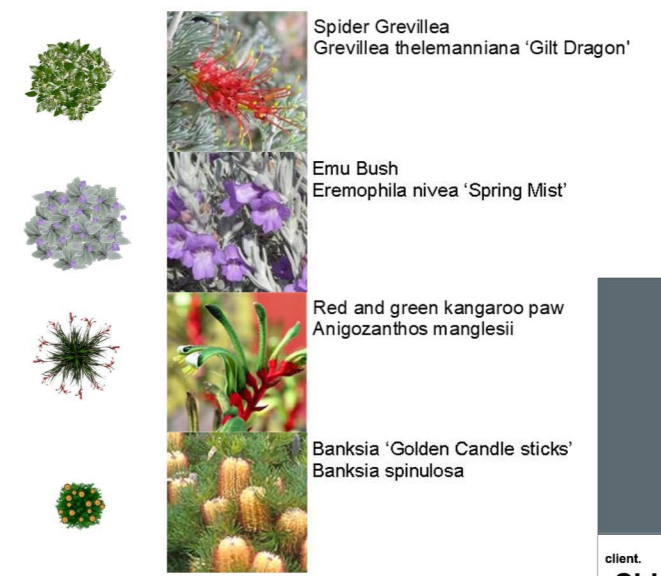 Spider Grevillea
Grevillea thelemanniana ‘Gilt Dragon'
Emu Bush
Eremophila nivea ‘Spring Mist’
Red and green kangaroo paw
Anigozanthos manglesii
Banksia ‘Golden Candle sticks’
Banksia spinulosa
client.